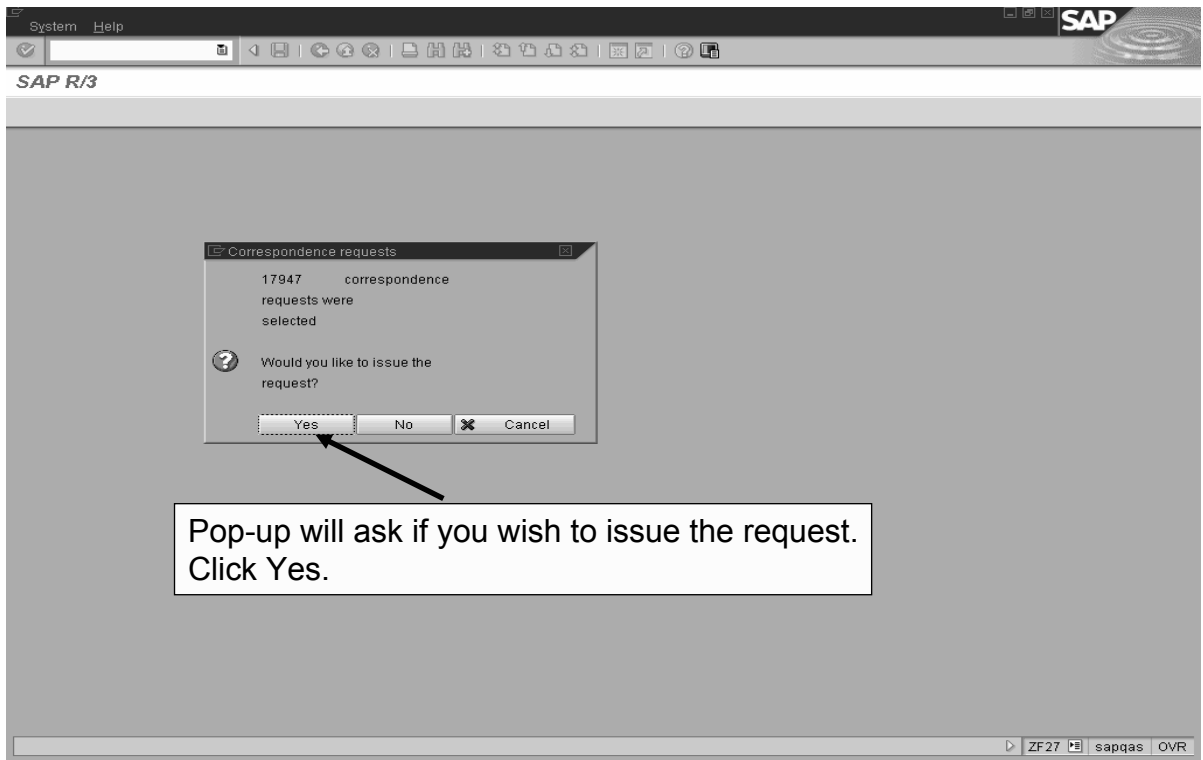 System Help
SAP
SAP R/3
Correspondence requests
17947 correspondence
requests were
selected
Would you like to issue the
request?
Yes No Cancel
Pop-up will ask if you wish to issue the request.
Click Yes.
ZF27 sapqas OVR